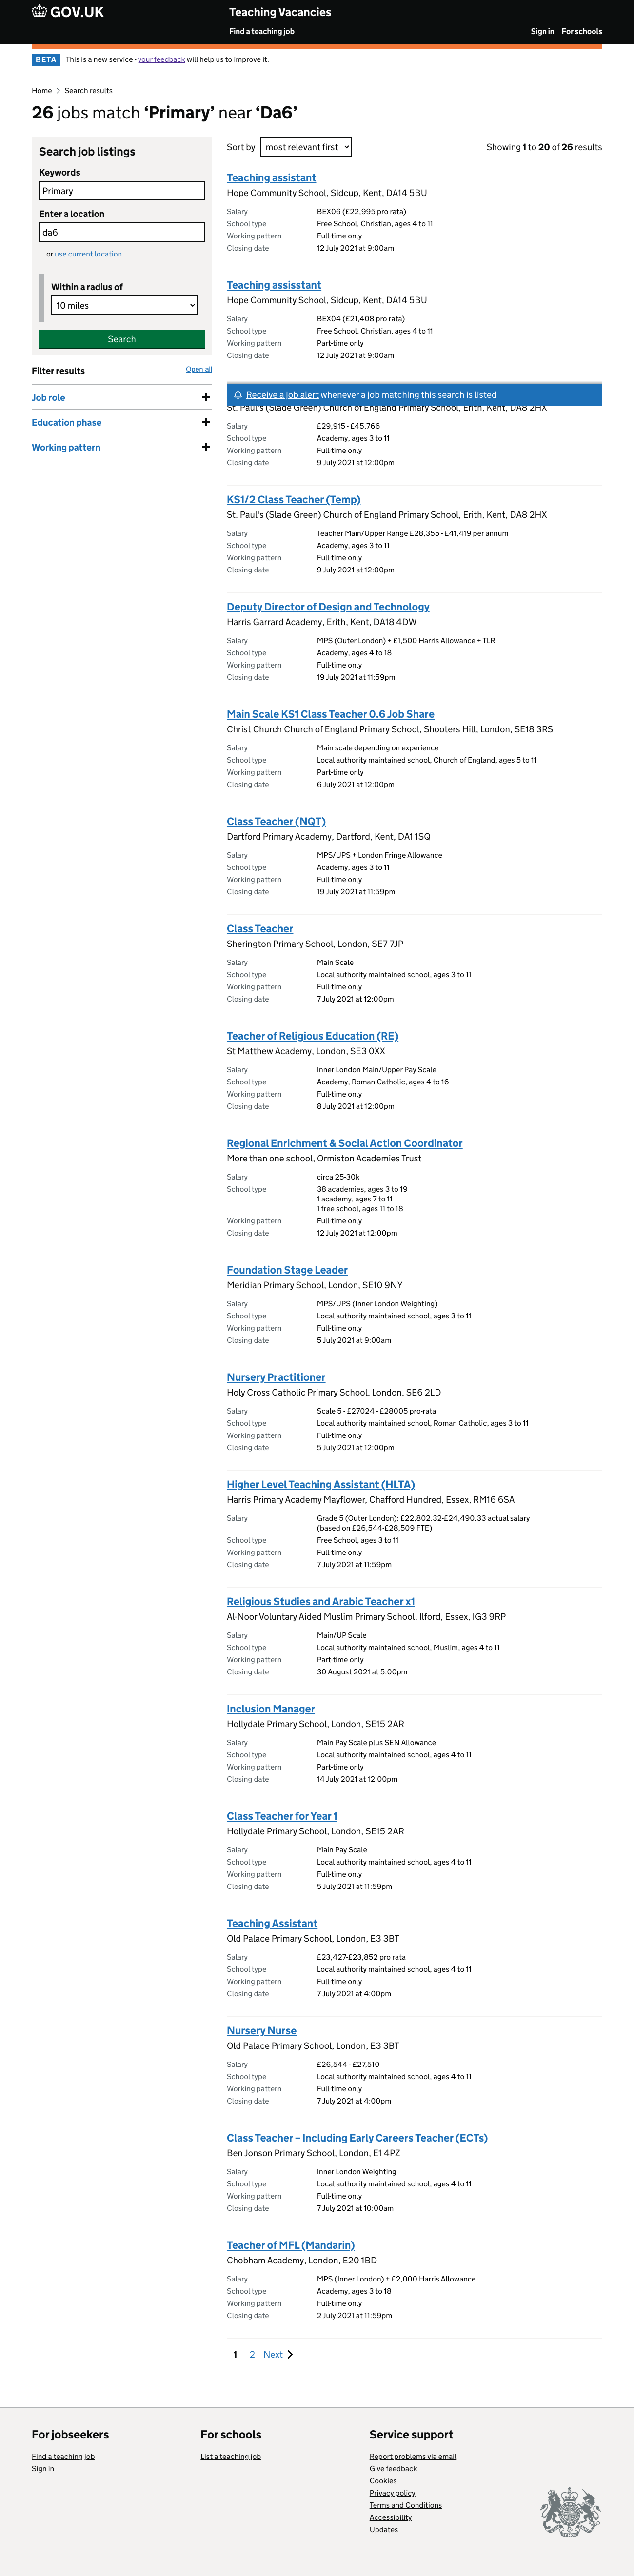 GOV.UK
Teaching Vacancies
Find a teaching job
Sign in For schools
BETA This is a new service - your feedback will help us to improve it.
Home > Search results
26 jobs match ‘Primary’ near ‘Da6’
Search job listings
Keywords
Primary
Enter a location
da6
or use current location
Within a radius of
10 miles
Search
Filter results Open all
Job role
Education phase
Working pattern
Sort by most relevant first Showing 1 to 20 of 26 results
Teaching assistant
Hope Community School, Sidcup, Kent, DA14 5BU
Salary BEX06 (£22,995 pro rata)
School type Free School, Christian, ages 4 to 11
Working pattern Full-time only
Closing date 12 July 2021 at 9:00am
Teaching assisstant
Hope Community School, Sidcup, Kent, DA14 5BU
Salary BEX04 (£21,408 pro rata)
School type Free School, Christian, ages 4 to 11
Working pattern Part-time only
Closing date 12 July 2021 at 9:00am
Receive a job alert whenever a job matching this search is listed
St. Paul's (Slade Green) Church of England Primary School, Erith, Kent, DA8 2HX
Salary £29,915 - £45,766
School type Academy, ages 3 to 11
Working pattern Full-time only
Closing date 9 July 2021 at 12:00pm
KS1/2 Class Teacher (Temp)
St. Paul's (Slade Green) Church of England Primary School, Erith, Kent, DA8 2HX
Salary Teacher Main/Upper Range £28,355 - £41,419 per annum
School type Academy, ages 3 to 11
Working pattern Full-time only
Closing date 9 July 2021 at 12:00pm
Deputy Director of Design and Technology
Harris Garrard Academy, Erith, Kent, DA18 4DW
Salary MPS (Outer London) + £1,500 Harris Allowance + TLR
School type Academy, ages 4 to 18
Working pattern Full-time only
Closing date 19 July 2021 at 11:59pm
Main Scale KS1 Class Teacher 0.6 Job Share
Christ Church Church of England Primary School, Shooters Hill, London, SE18 3RS
Salary Main scale depending on experience
School type Local authority maintained school, Church of England, ages 5 to 11
Working pattern Part-time only
Closing date 6 July 2021 at 12:00pm
Class Teacher (NQT)
Dartford Primary Academy, Dartford, Kent, DA1 1SQ
Salary MPS/UPS + London Fringe Allowance
School type Academy, ages 3 to 11
Working pattern Full-time only
Closing date 19 July 2021 at 11:59pm
Class Teacher
Sherington Primary School, London, SE7 7JP
Salary Main Scale
School type Local authority maintained school, ages 3 to 11
Working pattern Full-time only
Closing date 7 July 2021 at 12:00pm
Teacher of Religious Education (RE)
St Matthew Academy, London, SE3 0XX
Salary Inner London Main/Upper Pay Scale
School type Academy, Roman Catholic, ages 4 to 16
Working pattern Full-time only
Closing date 8 July 2021 at 12:00pm
Regional Enrichment & Social Action Coordinator
More than one school, Ormiston Academies Trust
Salary circa 25-30k
School type 38 academies, ages 3 to 19
1 academy, ages 7 to 11
1 free school, ages 11 to 18
Working pattern Full-time only
Closing date 12 July 2021 at 12:00pm
Foundation Stage Leader
Meridian Primary School, London, SE10 9NY
Salary MPS/UPS (Inner London Weighting)
School type Local authority maintained school, ages 3 to 11
Working pattern Full-time only
Closing date 5 July 2021 at 9:00am
Nursery Practitioner
Holy Cross Catholic Primary School, London, SE6 2LD
Salary Scale 5 - £27024 - £28005 pro-rata
School type Local authority maintained school, Roman Catholic, ages 3 to 11
Working pattern Full-time only
Closing date 5 July 2021 at 12:00pm
Higher Level Teaching Assistant (HLTA)
Harris Primary Academy Mayflower, Chafford Hundred, Essex, RM16 6SA
Salary Grade 5 (Outer London): £22,802.32-£24,490.33 actual salary
(based on £26,544-£28,509 FTE)
School type Free School, ages 3 to 11
Working pattern Full-time only
Closing date 7 July 2021 at 11:59pm
Religious Studies and Arabic Teacher x1
Al-Noor Voluntary Aided Muslim Primary School, Ilford, Essex, IG3 9RP
Salary Main/UP Scale
School type Local authority maintained school, Muslim, ages 4 to 11
Working pattern Part-time only
Closing date 30 August 2021 at 5:00pm
Inclusion Manager
Hollydale Primary School, London, SE15 2AR
Salary Main Pay Scale plus SEN Allowance
School type Local authority maintained school, ages 4 to 11
Working pattern Part-time only
Closing date 14 July 2021 at 12:00pm
Class Teacher for Year 1
Hollydale Primary School, London, SE15 2AR
Salary Main Pay Scale
School type Local authority maintained school, ages 4 to 11
Working pattern Full-time only
Closing date 5 July 2021 at 11:59pm
Teaching Assistant
Old Palace Primary School, London, E3 3BT
Salary £23,427-£23,852 pro rata
School type Local authority maintained school, ages 4 to 11
Working pattern Full-time only
Closing date 7 July 2021 at 4:00pm
Nursery Nurse
Old Palace Primary School, London, E3 3BT
Salary £26,544 - £27,510
School type Local authority maintained school, ages 4 to 11
Working pattern Full-time only
Closing date 7 July 2021 at 4:00pm
Class Teacher – Including Early Careers Teacher (ECTs)
Ben Jonson Primary School, London, E1 4PZ
Salary Inner London Weighting
School type Local authority maintained school, ages 4 to 11
Working pattern Full-time only
Closing date 7 July 2021 at 10:00am
Teacher of MFL (Mandarin)
Chobham Academy, London, E20 1BD
Salary MPS (Inner London) + £2,000 Harris Allowance
School type Academy, ages 3 to 18
Working pattern Full-time only
Closing date 2 July 2021 at 11:59pm
1 2 Next
For jobseekers
Find a teaching job
Sign in
For schools
List a teaching job
Service support
Report problems via email
Give feedback
Cookies
Privacy policy
Terms and Conditions
Accessibility
Updates